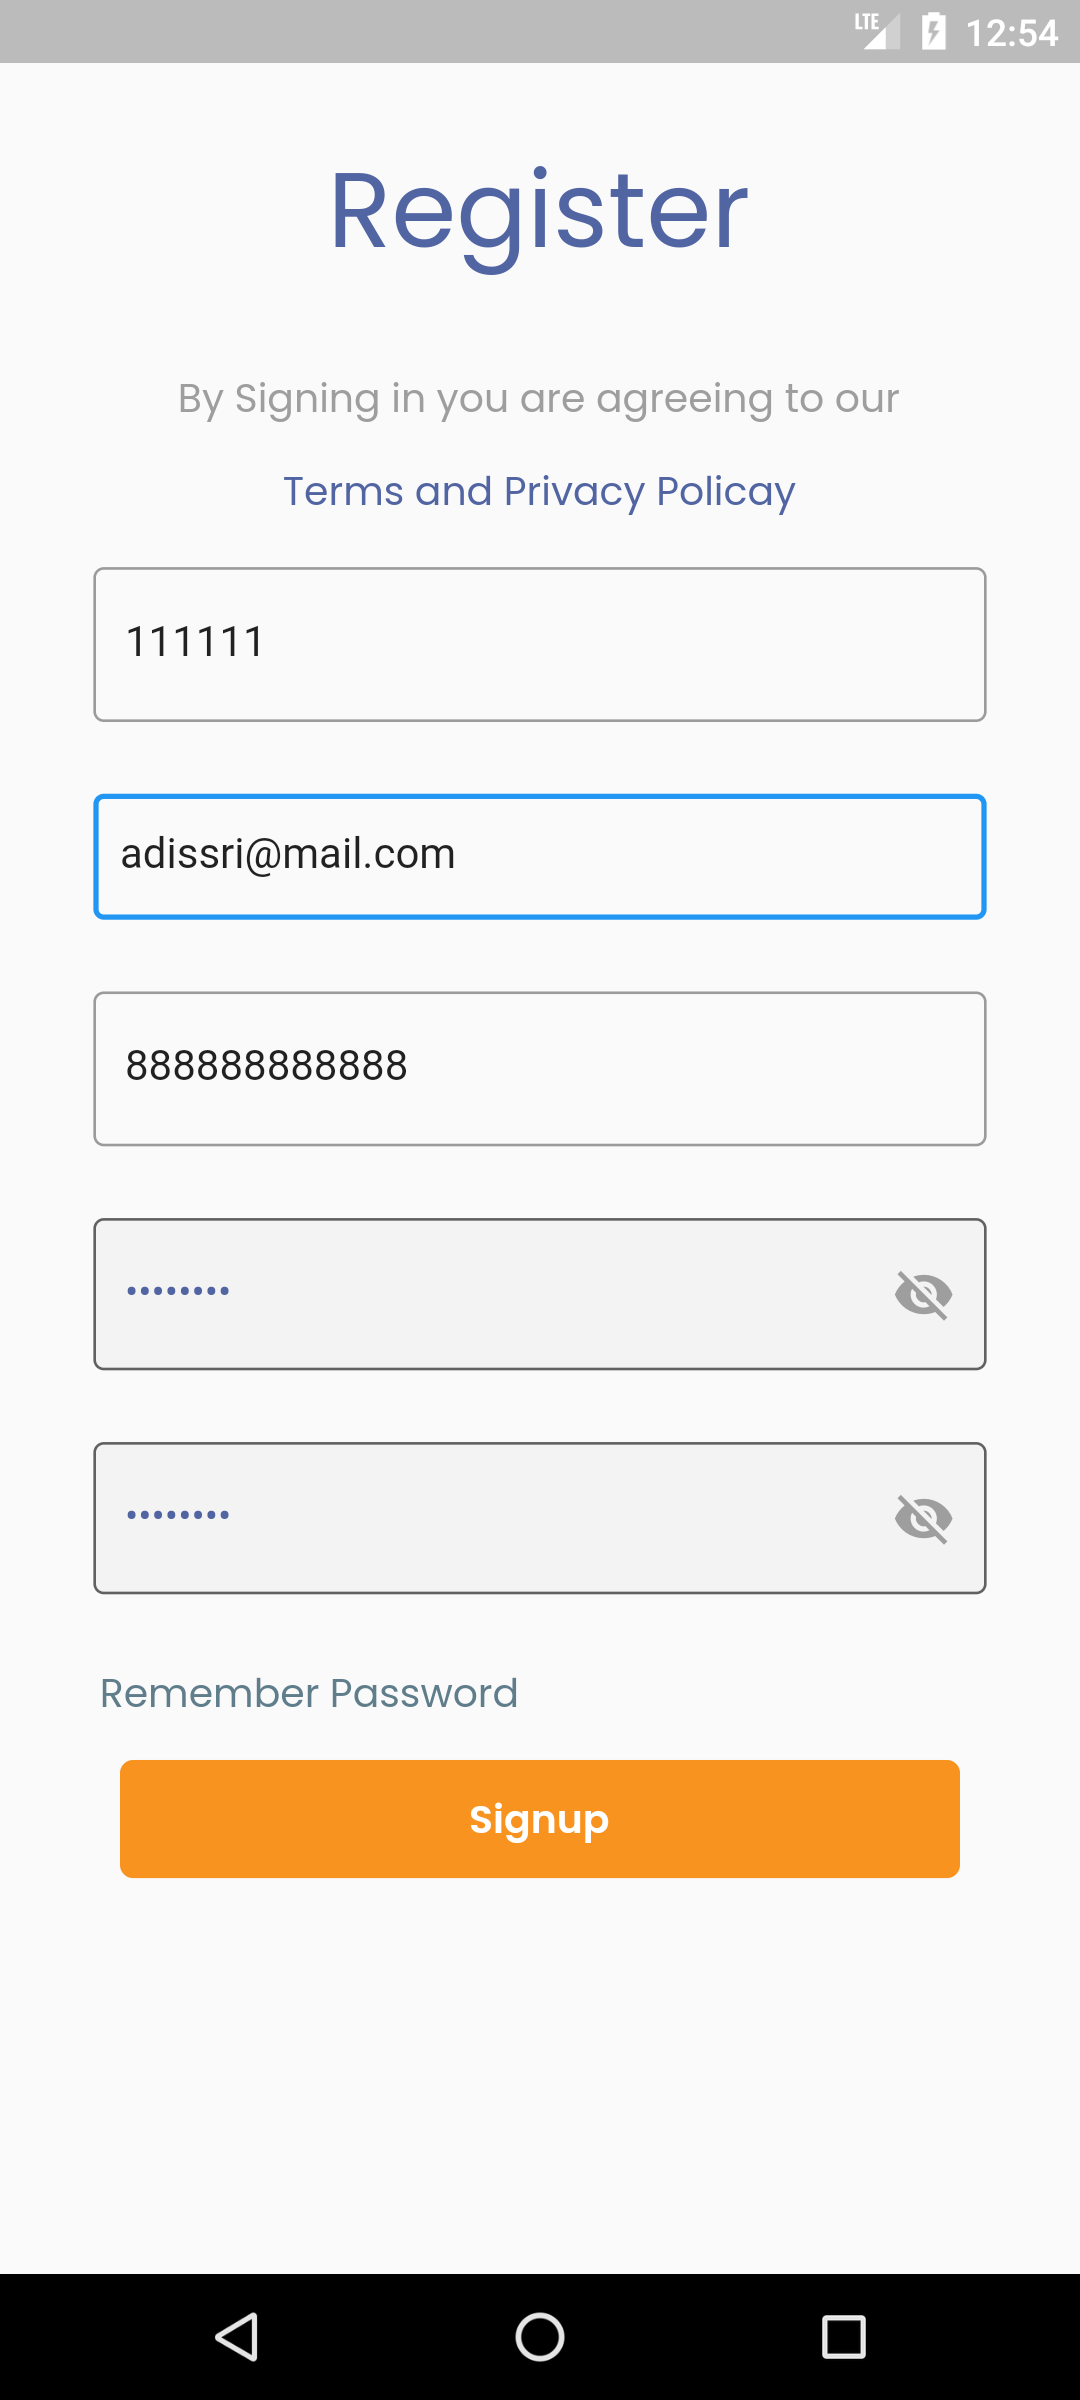 LTE 12:54
Register
By Signing in you are agreeing to our
Terms and Privacy Policay
111111
adissri@mail.com
888888888888
••••••••
••••••••
Remember Password
Signup